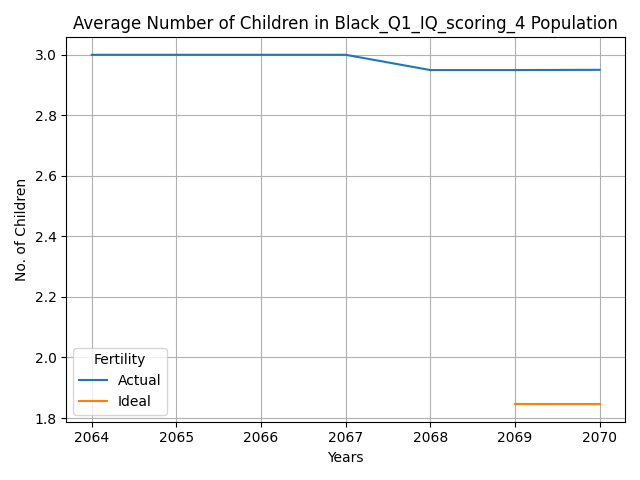 Average Number of Children in Black_Q1_IQ_scoring_4 Population
No. of Children
3.0
2.8
2.6
2.4
2.2
2.0
1.8
Fertility
Actual
Ideal
2064 2065 2066 2067 2068 2069 2070
Years